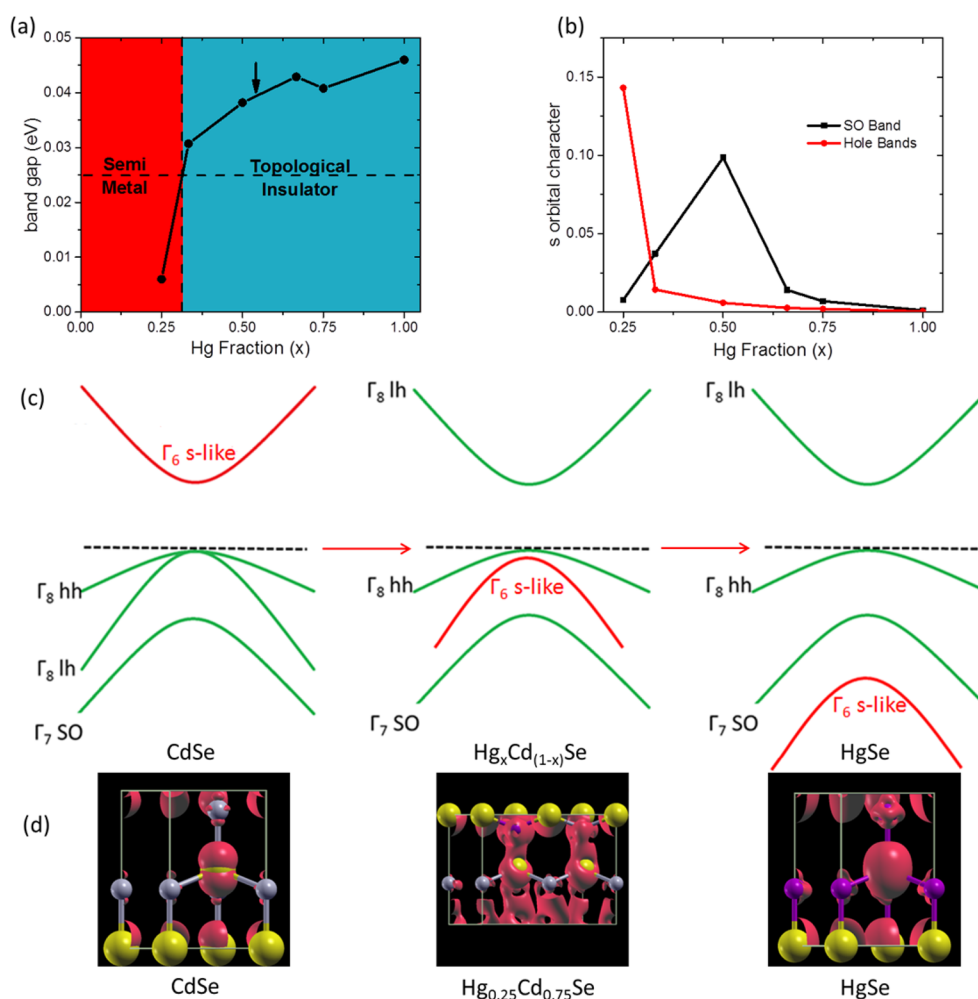 (a)
0.05
0.04
0.03
0.02
0.01
0.00
band gap (eV)
Semi
Metal
Topological
Insulator
0.00 0.25 0.50 0.75 1.00
Hg Fraction (x)
(b)
0.15
0.10
0.05
0.00
s orbital character
SO Band
Hole Bands
0.25 0.50 0.75 1.00
Hg Fraction (x)
(c)
Γ₆ s-like
Γ₈ hh
Γ₈ lh
Γ₇ SO
CdSe
Γ₈ lh
Γ₈ hh
Γ₆ s-like
Γ₇ SO
HgₓCd₍₁₋ₓ₎Se
Γ₈ lh
Γ₈ hh
Γ₇ SO
Γ₆ s-like
HgSe
(d)
CdSe
Hg₀.₂₅Cd₀.₇₅Se
HgSe